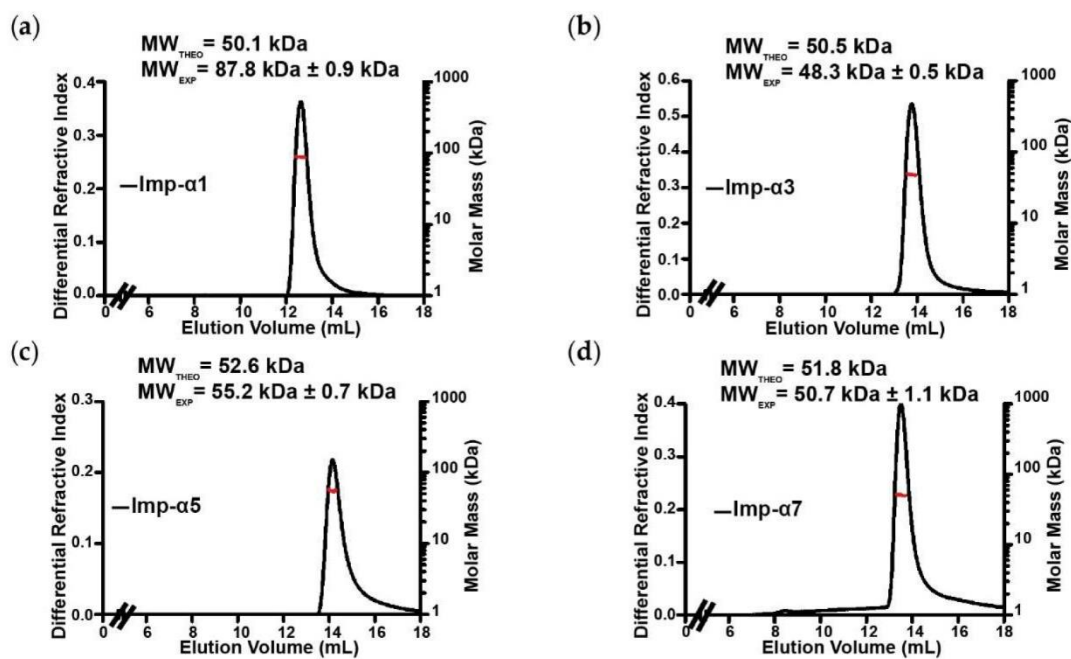 (a)
MW_THEO = 50.1 kDa
MW_EXP = 87.8 kDa ± 0.9 kDa
Differential Refractive Index
0.4
0.3
0.2
0.1
0.0
—Imp-α1
1000
100
10
1
Molar Mass (kDa)
0 6 8 10 12 14 16 18
Elution Volume (mL)
(b)
MW_THEO = 50.5 kDa
MW_EXP = 48.3 kDa ± 0.5 kDa
Differential Refractive Index
0.6
0.5
0.4
0.3
0.2
0.1
0.0
—Imp-α3
1000
100
10
1
Molar Mass (kDa)
0 6 8 10 12 14 16 18
Elution Volume (mL)
(c)
MW_THEO = 52.6 kDa
MW_EXP = 55.2 kDa ± 0.7 kDa
Differential Refractive Index
0.3
0.2
0.1
0.0
—Imp-α5
1000
100
10
1
Molar Mass (kDa)
0 6 8 10 12 14 16 18
Elution Volume (mL)
(d)
MW_THEO = 51.8 kDa
MW_EXP = 50.7 kDa ± 1.1 kDa
Differential Refractive Index
0.4
0.3
0.2
0.1
0.0
—Imp-α7
1000
100
10
1
Molar Mass (kDa)
0 6 8 10 12 14 16 18
Elution Volume (mL)